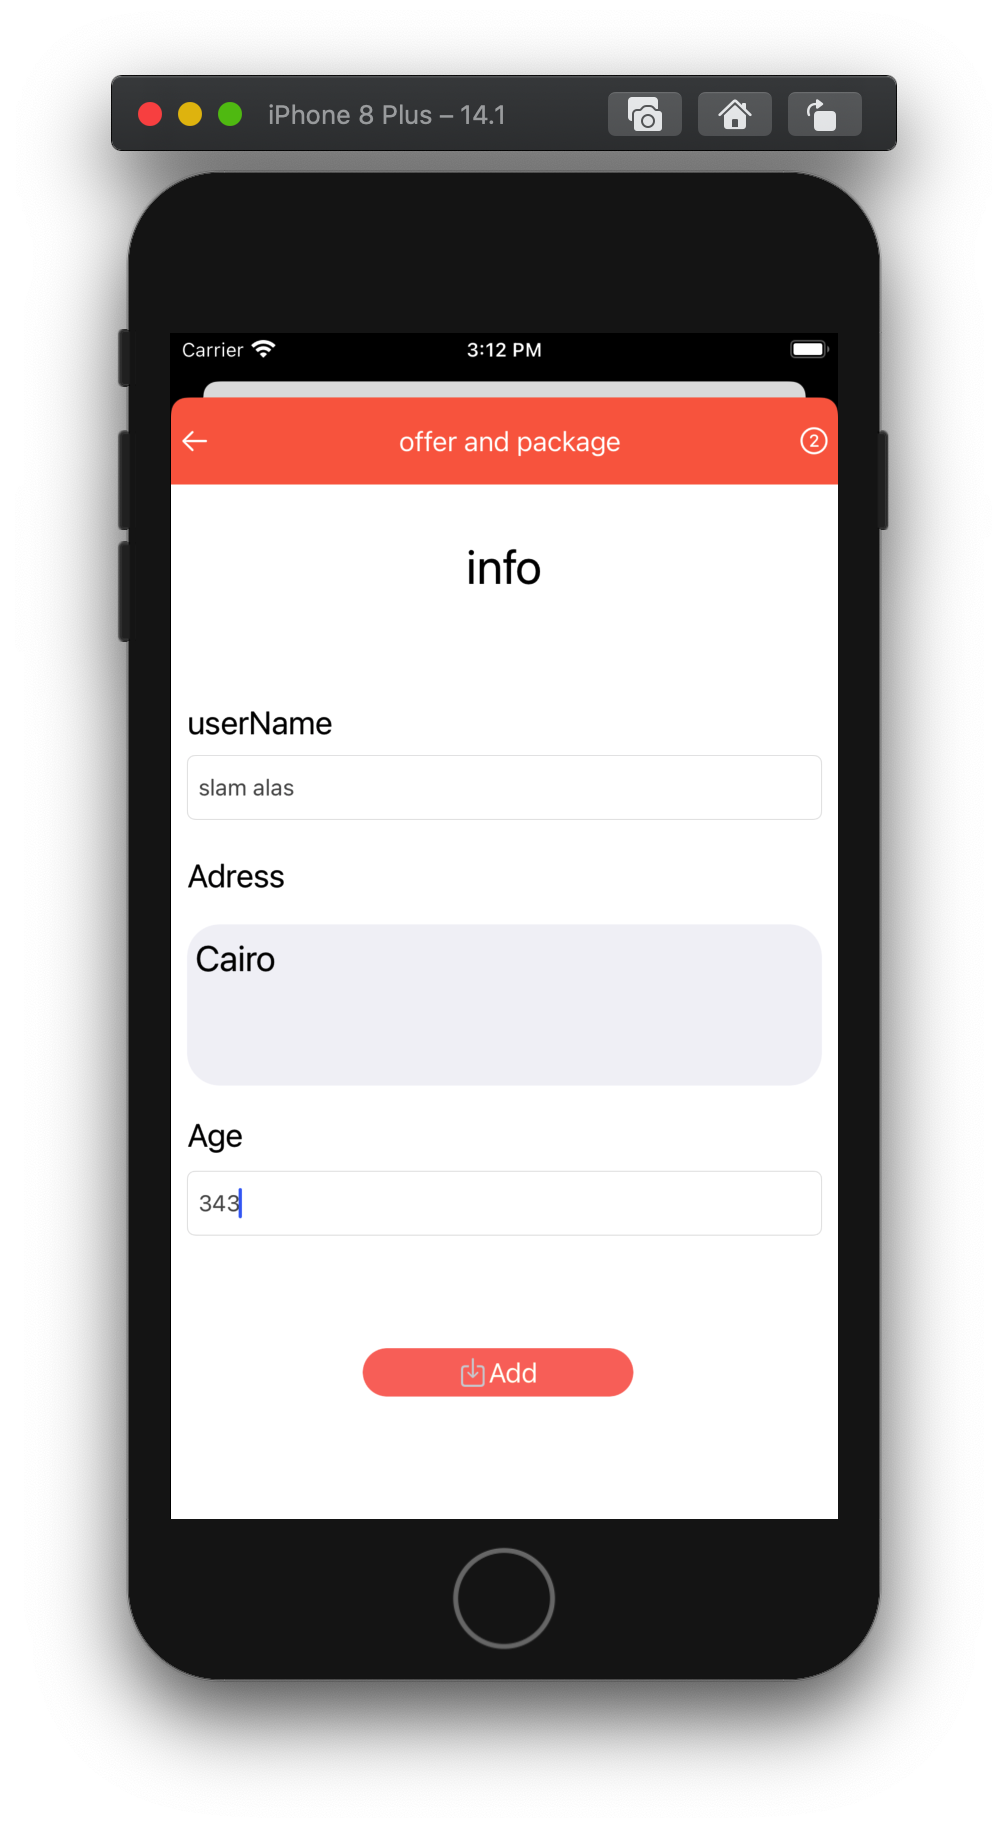 iPhone 8 Plus – 14.1
Carrier 3:12 PM
offer and package 2
info
userName
slam alas
Adress
Cairo
Age
343
Add